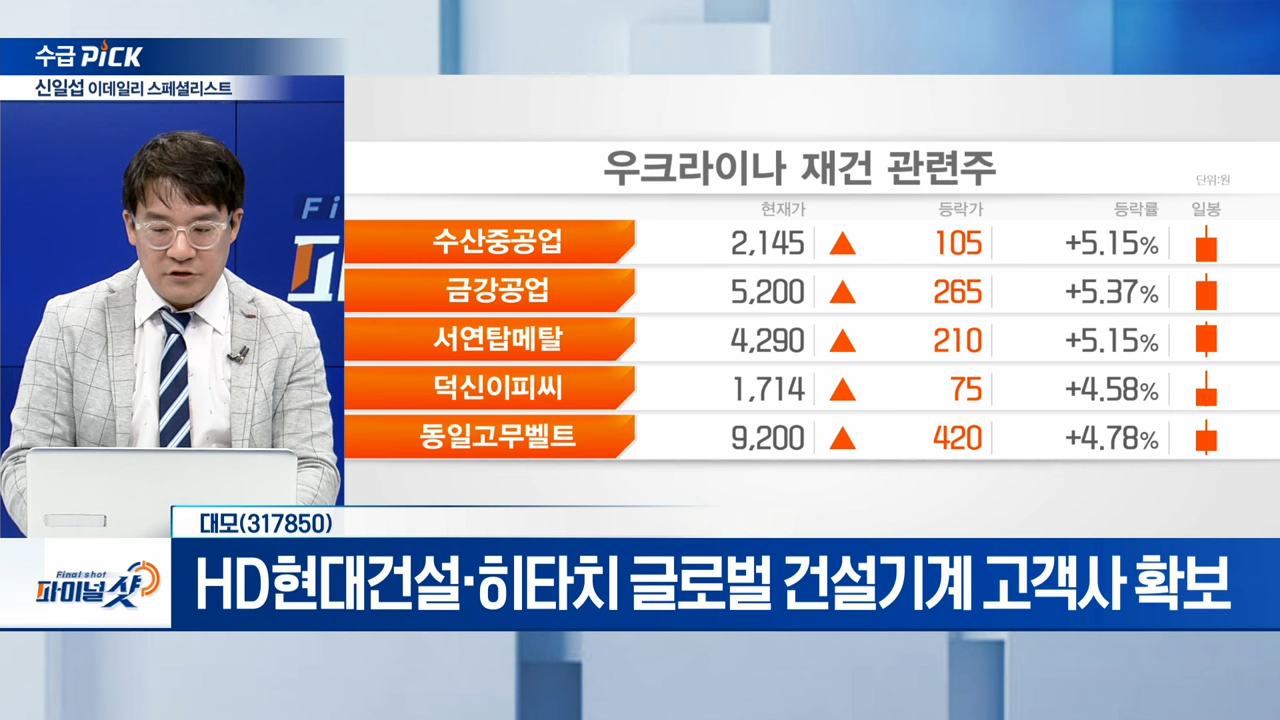 수급 PiCK
신일섭 이데일리 스페셜리스트
Fi
파
우크라이나 재건 관련주
단위:원
현재가 등락가 등락률 일봉
수산중공업 2,145 ▲ 105 +5.15%
금강공업 5,200 ▲ 265 +5.37%
서연탑메탈 4,290 ▲ 210 +5.15%
덕신이피씨 1,714 ▲ 75 +4.58%
동일고무벨트 9,200 ▲ 420 +4.78%
대모(317850)
Final shot
파이널샷
HD현대건설·히타치 글로벌 건설기계 고객사 확보